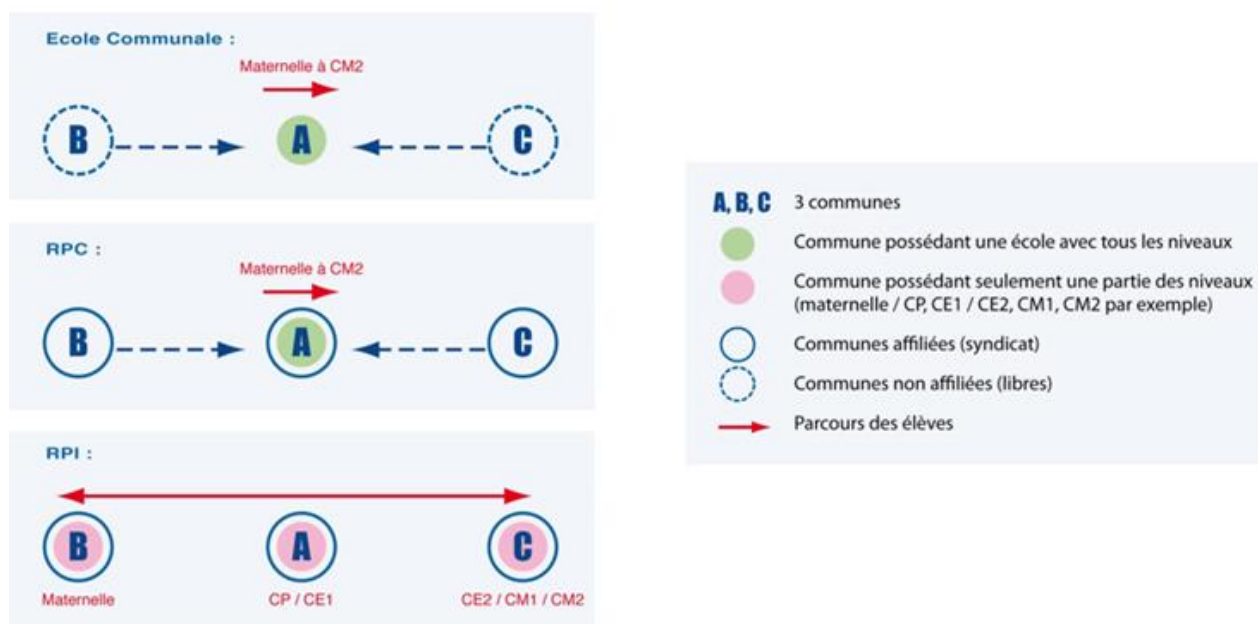 Ecole Communale :
Maternelle à CM2
B
A
C
RPC :
Maternelle à CM2
B
A
C
RPI :
B
A
C
Maternelle
CP / CE1
CE2 / CM1 / CM2
A, B, C 3 communes
Commune possédant une école avec tous les niveaux
Commune possédant seulement une partie des niveaux
(maternelle / CP, CE1 / CE2, CM1, CM2 par exemple)
Communes affiliées (syndicat)
Communes non affiliées (libres)
Parcours des élèves